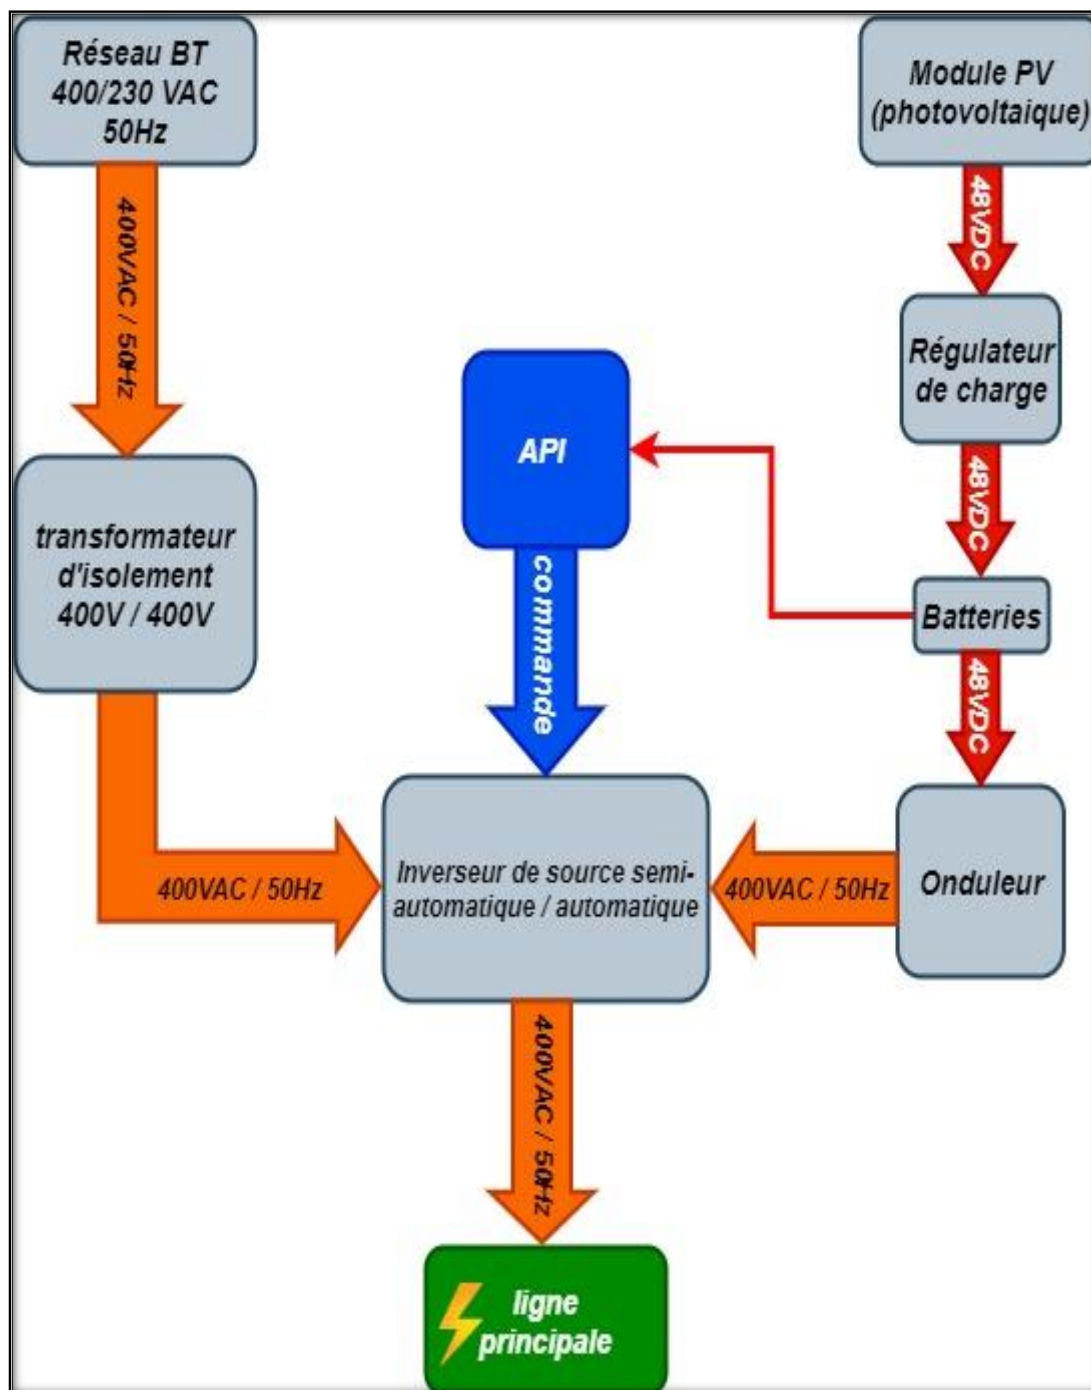 Réseau BT
400/230 VAC
50Hz
Module PV
(photovoltaique)
400VAC / 50Hz
48VDC
Régulateur
de charge
API
48VDC
transformateur
d'isolement
400V / 400V
commande
Batteries
48VDC
400VAC / 50Hz
Inverseur de source semi-
automatique / automatique
400VAC / 50Hz
Onduleur
400VAC / 50Hz
ligne
principale